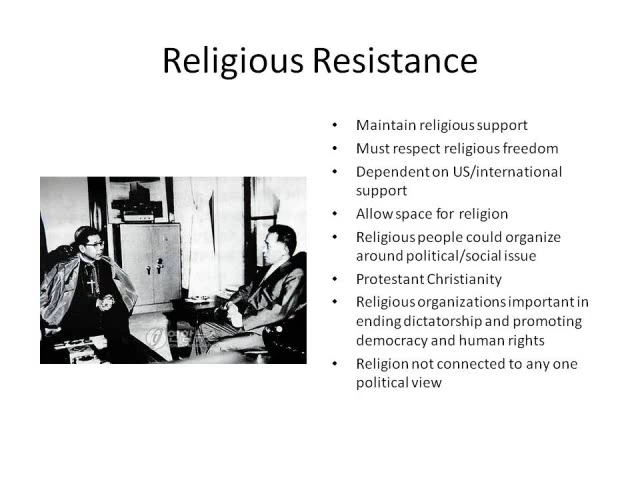 Religious Resistance
• Maintain religious support
• Must respect religious freedom
• Dependent on US/international
support
• Allow space for religion
• Religious people could organize
around political/social issue
• Protestant Christianity
• Religious organizations important in
ending dictatorship and promoting
democracy and human rights
• Religion not connected to any one
political view